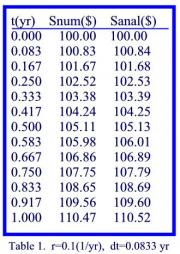 t(yr) Snum($) Sanal($)
0.000 100.00 100.00
0.083 100.83 100.84
0.167 101.67 101.68
0.250 102.52 102.53
0.333 103.38 103.39
0.417 104.24 104.25
0.500 105.11 105.13
0.583 105.98 106.01
0.667 106.86 106.89
0.750 107.75 107.79
0.833 108.65 108.69
0.917 109.56 109.60
1.000 110.47 110.52
Table 1. r=0.1(1/yr), dt=0.0833 yr